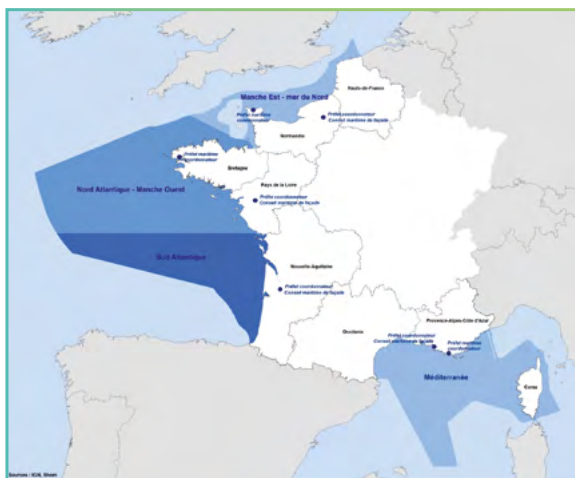 Manche Est - mer du Nord
Hauts-de-France
Préfet maritime
coordonnateur
Préfet coordonnateur
Conseil maritime de façade
Normandie
Préfet maritime
coordonnateur
Bretagne
Nord Atlantique - Manche Ouest
Pays de la Loire
Préfet coordonnateur
Conseil maritime de façade
Sud Atlantique
Nouvelle-Aquitaine
Préfet coordonnateur
Conseil maritime de façade
Occitanie
Provence-Alpes-Côte d'Azur
Préfet coordonnateur
Conseil maritime de façade
Préfet maritime
coordonnateur
Méditerranée
Corse